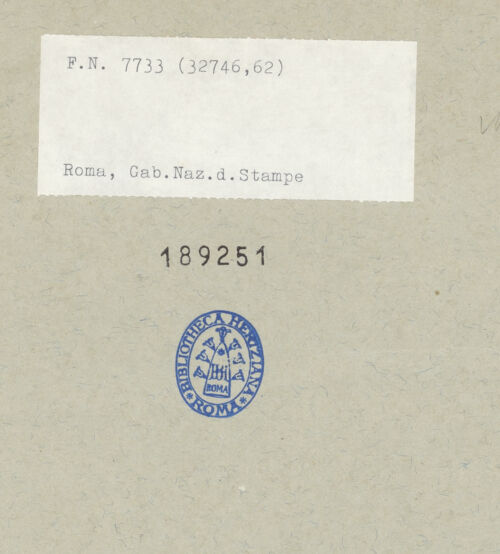 F.N. 7733 (32746,62)
Roma, Gab.Naz.d.Stampe
189251
BIBLIOTHECA HERTZIANA
ROMA
* ROMA *